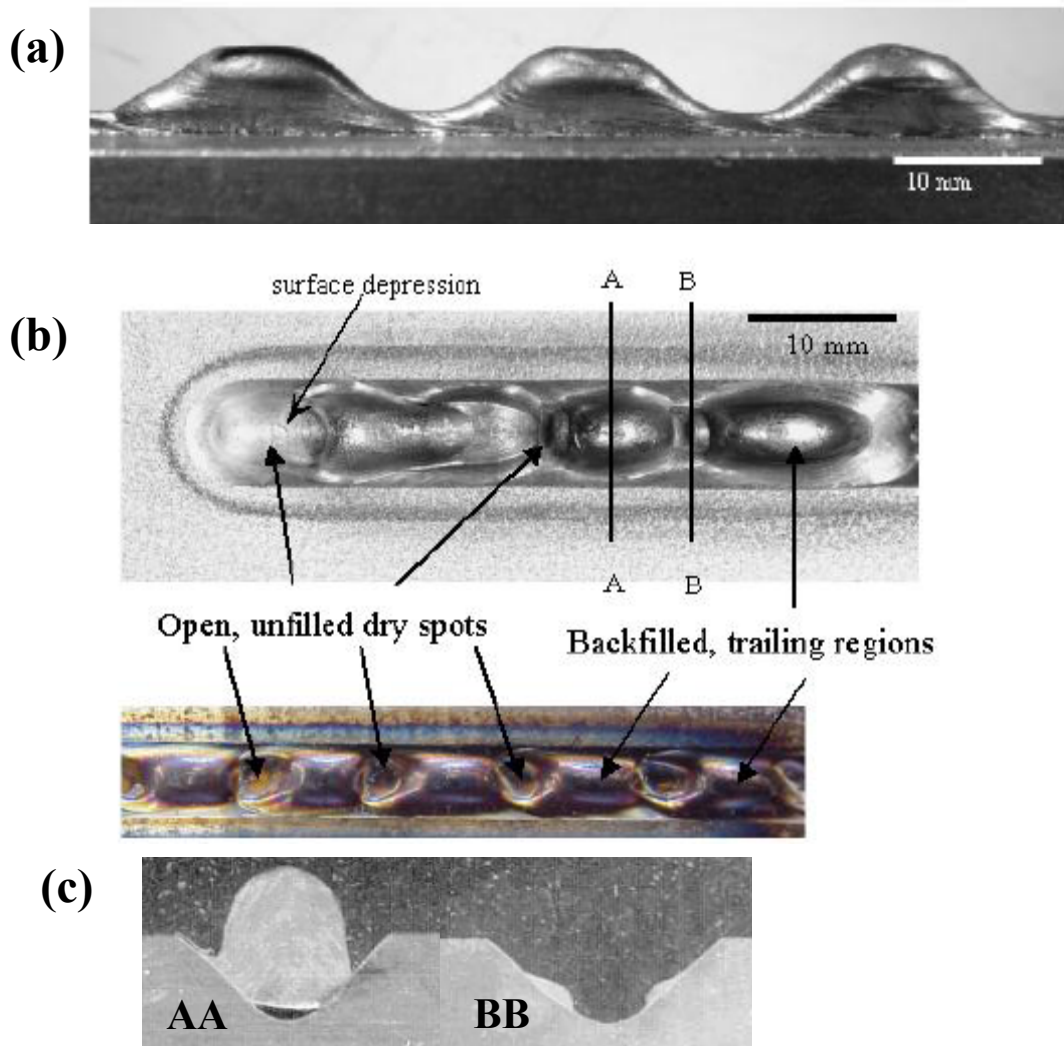 (a)
10 mm
(b)
surface depression
A B
10 mm
A B
Open, unfilled dry spots
Backfilled, trailing regions
(c)
AA
BB